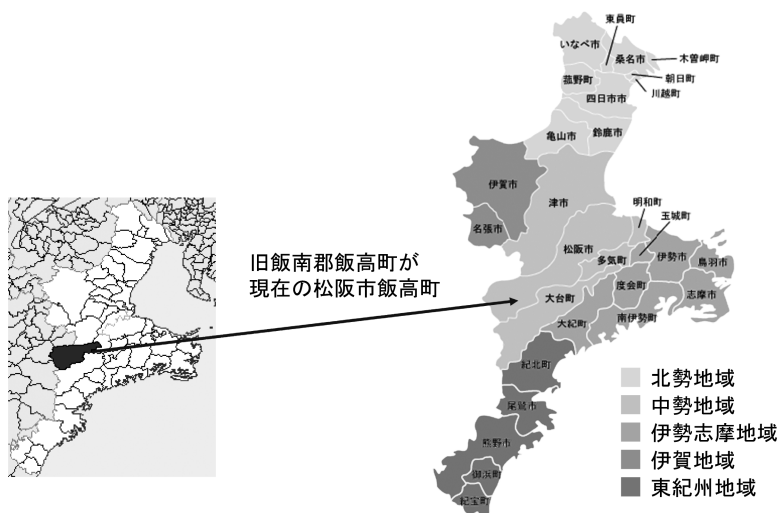 東員町
いなべ市
桑名市
木曽岬町
菰野町
朝日町
川越町
四日市市
亀山市
鈴鹿市
伊賀市
津市
名張市
明和町
玉城町
松阪市
多気町
伊勢市
鳥羽市
旧飯南郡飯高町が
現在の松阪市飯高町
大台町
度会町
志摩市
大紀町
南伊勢町
紀北町
尾鷲市
熊野市
御浜町
紀宝町
北勢地域
中勢地域
伊勢志摩地域
伊賀地域
東紀州地域